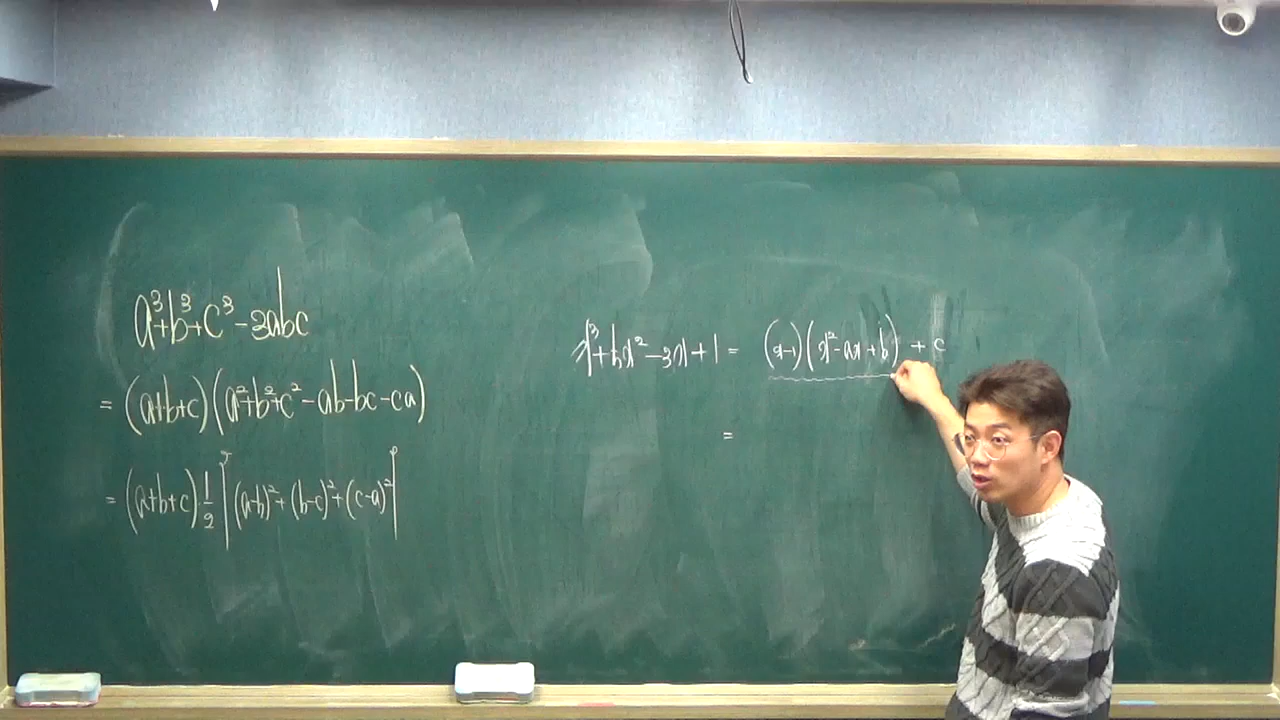 a³+b³+c³-3abc
= (a+b+c)(a²+b²+c²-ab-bc-ca)
= (a+b+c) 1/2 {(a-b)²+(b-c)²+(c-a)²}
x³+bx²-3x+1 = (x-1)(x²-ax+b)+c
=